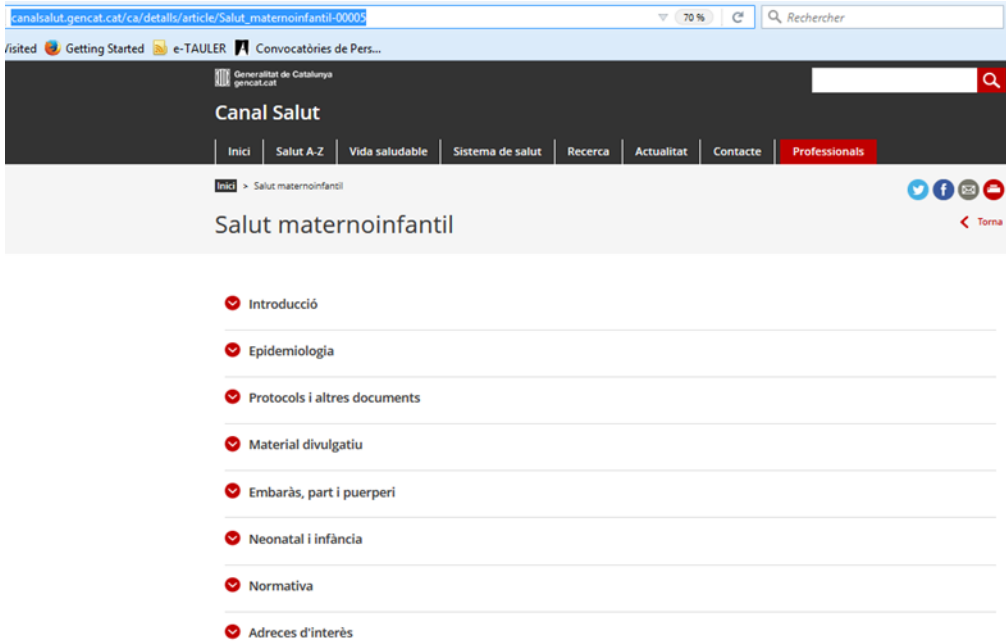 canalsalut.gencat.cat/ca/detalls/article/Salut_maternoinfantil-00005 70 % Rechercher
Visited Getting Started e-TAULER Convocatòries de Pers...
Generalitat de Catalunya
gencat.cat
Canal Salut
Inici Salut A-Z Vida saludable Sistema de salut Recerca Actualitat Contacte Professionals
Inici > Salut maternoinfantil
Salut maternoinfantil
Torna
Introducció
Epidemiologia
Protocols i altres documents
Material divulgatiu
Embaràs, part i puerperi
Neonatal i infància
Normativa
Adreces d'interès